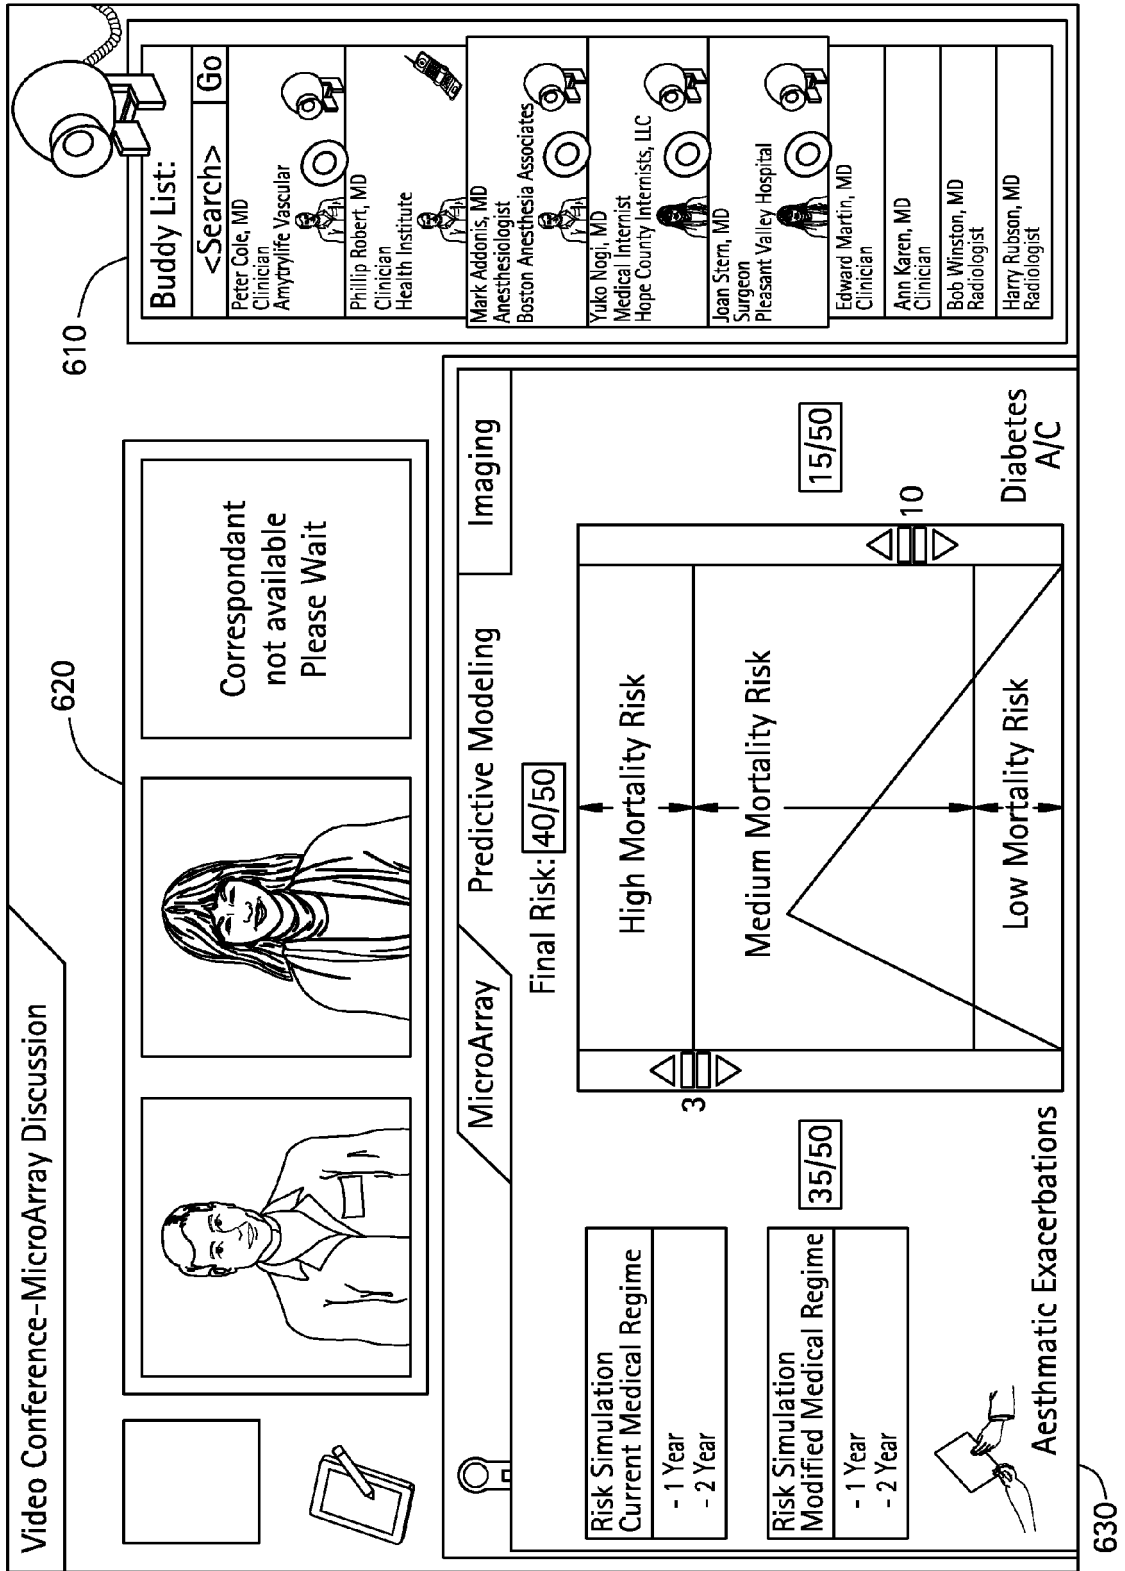 Video Conference-MicroArray Discussion
620
Correspondant
not available
Please Wait
610
Buddy List:
<Search>
Go
Peter Cole, MD
Clinician
Amytrylife Vascular
Phillip Robert, MD
Clinician
Health Institute
Mark Addonis, MD
Anesthesiologist
Boston Anesthesia Associates
Yuko Nogi, MD
Medical Internist
Hope County Internists, LLC
Joan Stern, MD
Surgeon
Pleasant Valley Hospital
Edward Martin, MD
Clinician
Ann Karen, MD
Clinician
Bob Winston, MD
Radiologist
Harry Rubson, MD
Radiologist
MicroArray
Predictive Modeling
Imaging
Final Risk: 40/50
Risk Simulation
Current Medical Regime
- 1 Year
- 2 Year
Risk Simulation
Modified Medical Regime
- 1 Year
- 2 Year
35/50
3
High Mortality Risk
Medium Mortality Risk
Low Mortality Risk
15/50
10
Aesthmatic Exacerbations
Diabetes
A/C
630